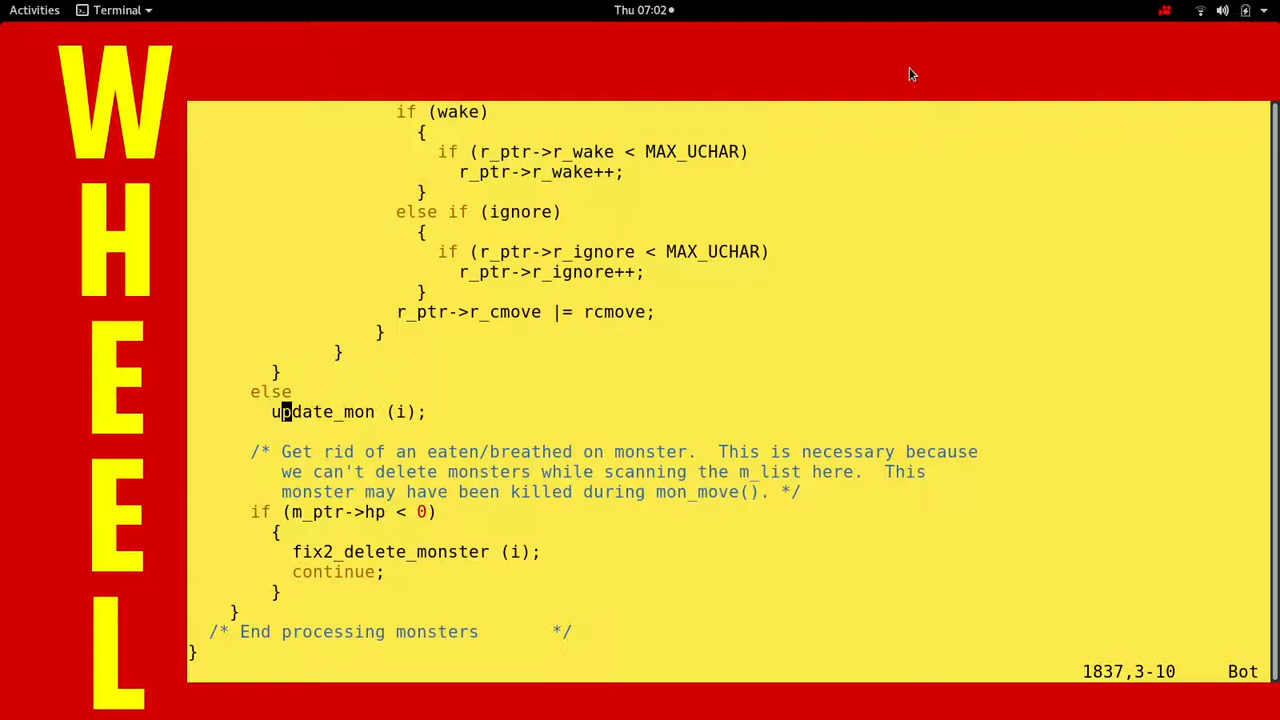 Activities Terminal Thu 07:02
WHEEL
if (wake)
{
if (r_ptr->r_wake < MAX_UCHAR)
r_ptr->r_wake++;
}
else if (ignore)
{
if (r_ptr->r_ignore < MAX_UCHAR)
r_ptr->r_ignore++;
}
r_ptr->r_cmove |= rcmove;
}
}
}
else
update_mon (i);
/* Get rid of an eaten/breathed on monster.  This is necessary because
we can't delete monsters while scanning the m_list here.  This
monster may have been killed during mon_move(). */
if (m_ptr->hp < 0)
{
fix2_delete_monster (i);
continue;
}
}
/* End processing monsters       */
}
1837,3-10 Bot